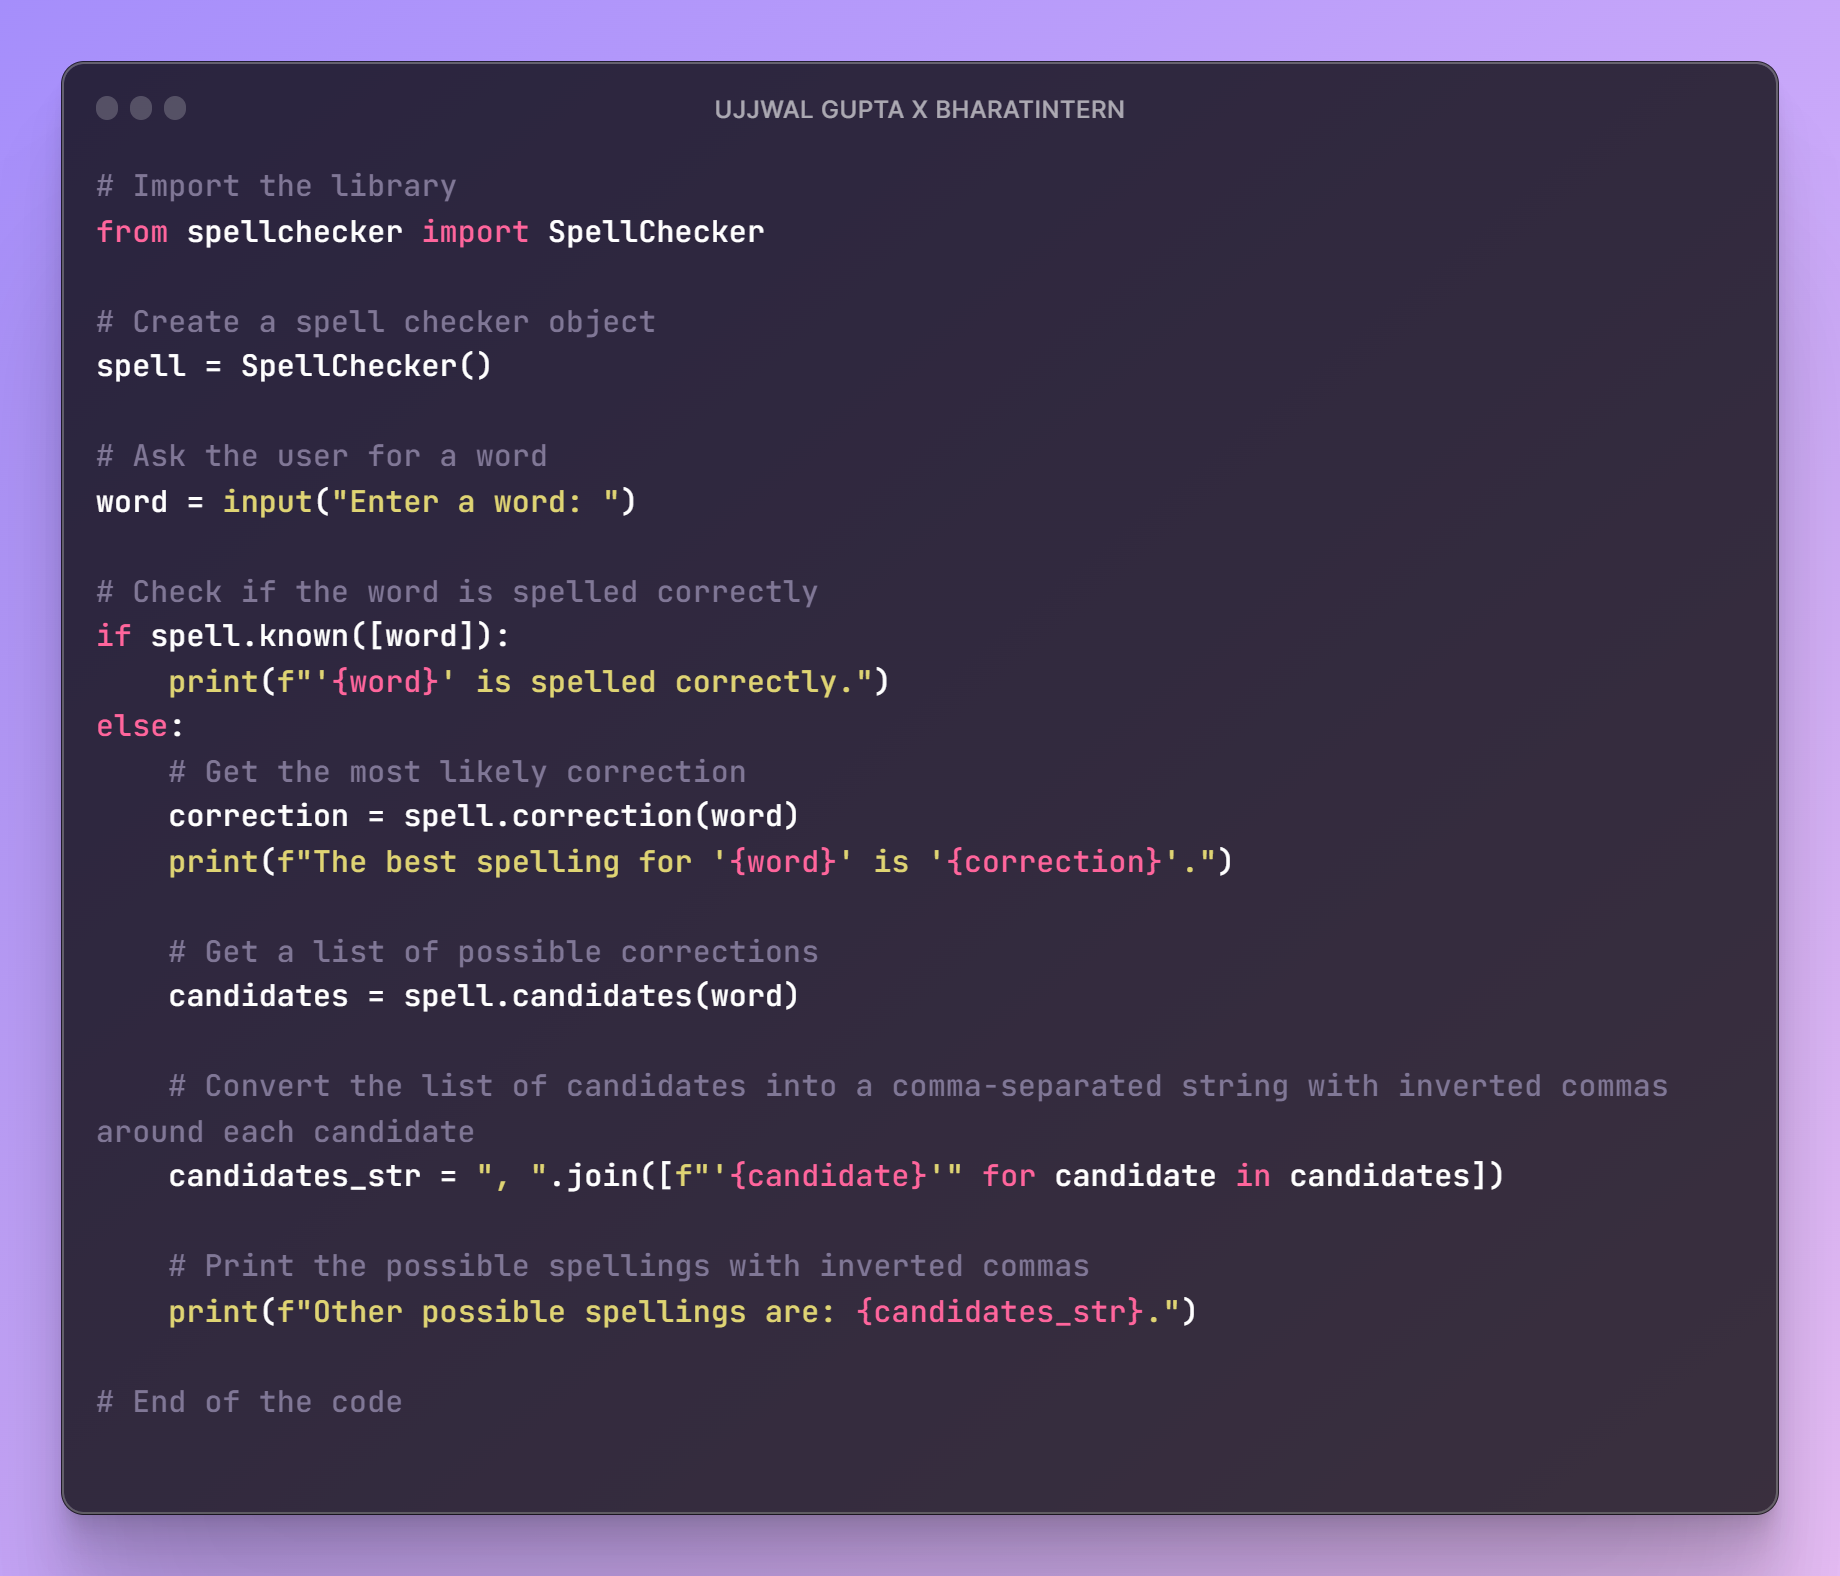 UJJWAL GUPTA X BHARATINTERN
# Import the library
from spellchecker import SpellChecker

# Create a spell checker object
spell = SpellChecker()

# Ask the user for a word
word = input("Enter a word: ")

# Check if the word is spelled correctly
if spell.known([word]):
    print(f"'{word}' is spelled correctly.")
else:
    # Get the most likely correction
    correction = spell.correction(word)
    print(f"The best spelling for '{word}' is '{correction}'.")

    # Get a list of possible corrections
    candidates = spell.candidates(word)

    # Convert the list of candidates into a comma-separated string with inverted commas
around each candidate
    candidates_str = ", ".join([f"'{candidate}'" for candidate in candidates])

    # Print the possible spellings with inverted commas
    print(f"Other possible spellings are: {candidates_str}.")

# End of the code